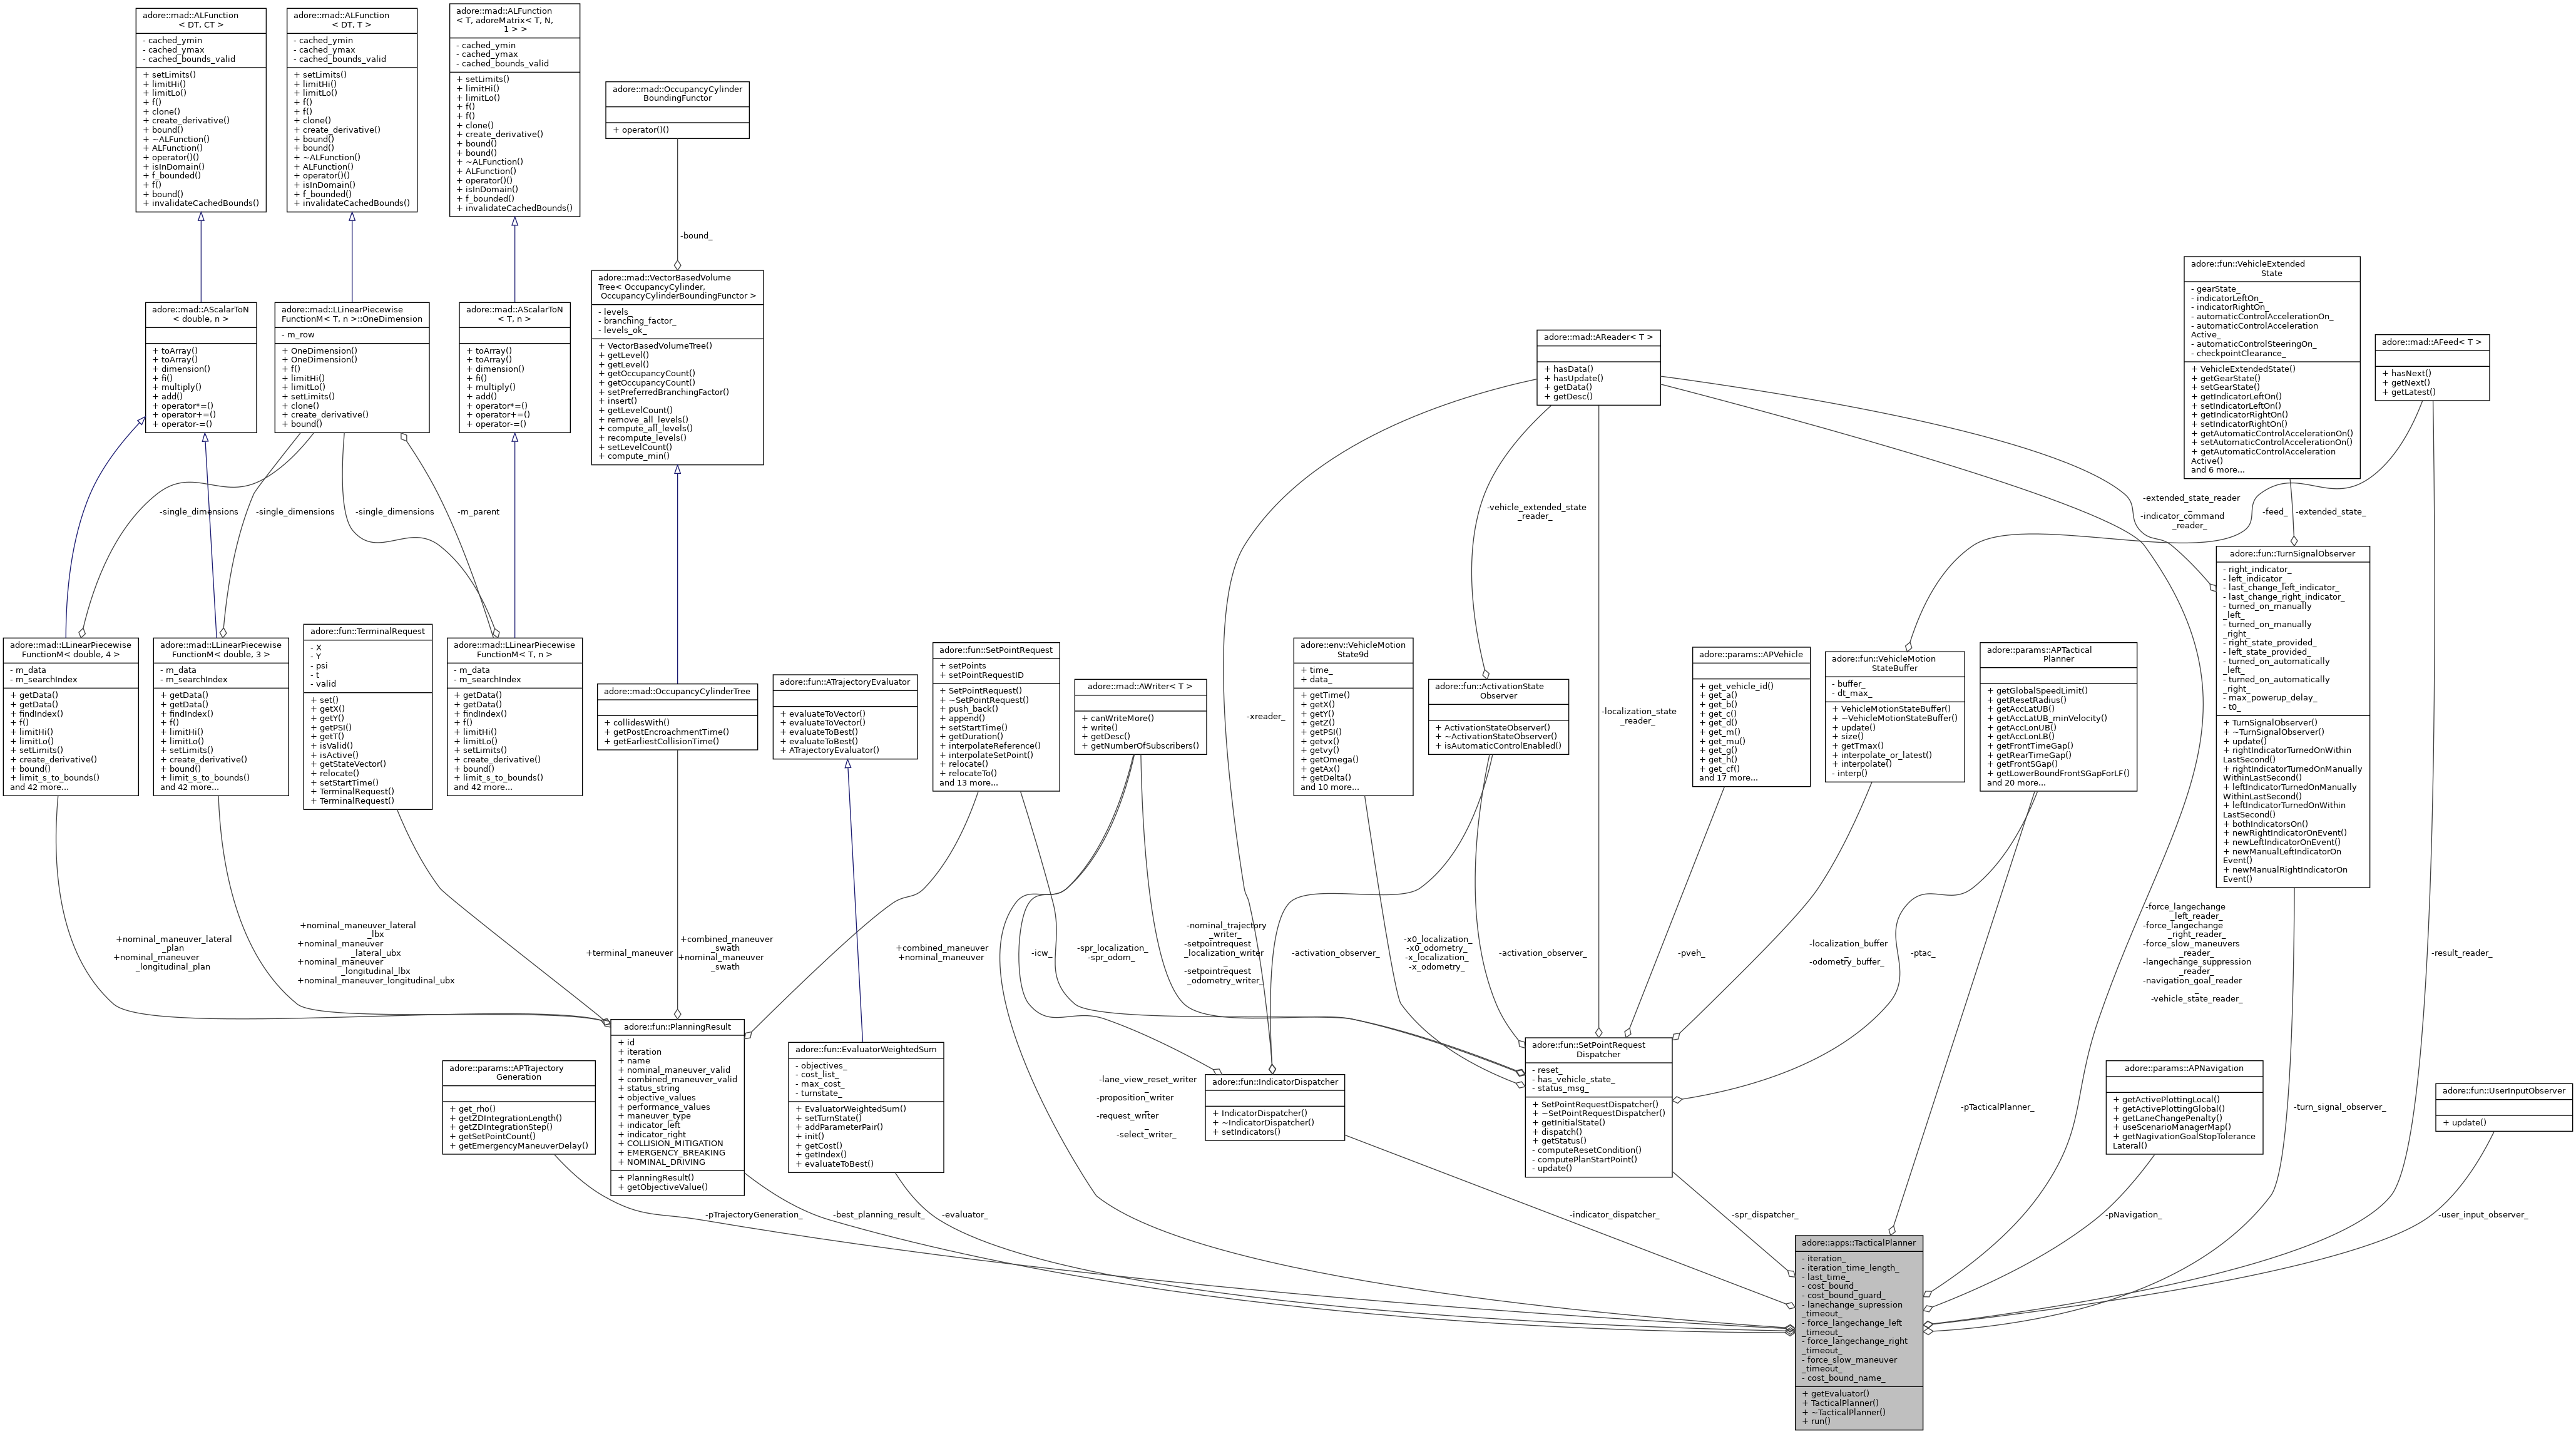 adore::mad::ALFunction
< DT, CT >
- cached_ymin
- cached_ymax
- cached_bounds_valid
+ setLimits()
+ limitHi()
+ limitLo()
+ f()
+ clone()
+ create_derivative()
+ bound()
+ ~ALFunction()
+ ALFunction()
+ operator()()
+ isInDomain()
+ f_bounded()
+ f()
+ bound()
+ invalidateCachedBounds()
adore::mad::ALFunction
< DT, T >
- cached_ymin
- cached_ymax
- cached_bounds_valid
+ setLimits()
+ limitHi()
+ limitLo()
+ f()
+ f()
+ clone()
+ create_derivative()
+ bound()
+ bound()
+ ~ALFunction()
+ ALFunction()
+ operator()()
+ isInDomain()
+ f_bounded()
+ invalidateCachedBounds()
adore::mad::ALFunction
< T, adoreMatrix< T, N,
1 > >
- cached_ymin
- cached_ymax
- cached_bounds_valid
+ setLimits()
+ limitHi()
+ limitLo()
+ f()
+ f()
+ clone()
+ create_derivative()
+ bound()
+ bound()
+ ~ALFunction()
+ ALFunction()
+ operator()()
+ isInDomain()
+ f_bounded()
+ invalidateCachedBounds()
adore::mad::OccupancyCylinder
BoundingFunctor
+ operator()()
-bound_
adore::mad::VectorBasedVolume
Tree< OccupancyCylinder,
OccupancyCylinderBoundingFunctor >
- levels_
- branching_factor_
- levels_ok_
+ VectorBasedVolumeTree()
+ getLevel()
+ getLevel()
+ getOccupancyCount()
+ getOccupancyCount()
+ setPreferredBranchingFactor()
+ insert()
+ getLevelCount()
+ remove_all_levels()
+ compute_all_levels()
+ recompute_levels()
+ setLevelCount()
+ compute_min()
adore::mad::AScalarToN
< double, n >
+ toArray()
+ toArray()
+ dimension()
+ fi()
+ multiply()
+ add()
+ operator*=()
+ operator+=()
+ operator-=()
adore::mad::LLinearPiecewise
FunctionM< T, n >::OneDimension
- m_row
+ OneDimension()
+ OneDimension()
+ f()
+ limitHi()
+ limitLo()
+ setLimits()
+ clone()
+ create_derivative()
+ bound()
adore::mad::AScalarToN
< T, n >
+ toArray()
+ toArray()
+ dimension()
+ fi()
+ multiply()
+ add()
+ operator*=()
+ operator+=()
+ operator-=()
adore::mad::AReader< T >
+ hasData()
+ hasUpdate()
+ getData()
+ getDesc()
adore::fun::VehicleExtended
State
- gearState_
- indicatorLeftOn_
- indicatorRightOn_
- automaticControlAccelerationOn_
- automaticControlAcceleration
Active_
- automaticControlSteeringOn_
- checkpointClearance_
+ VehicleExtendedState()
+ getGearState()
+ setGearState()
+ getIndicatorLeftOn()
+ setIndicatorLeftOn()
+ getIndicatorRightOn()
+ setIndicatorRightOn()
+ getAutomaticControlAccelerationOn()
+ setAutomaticControlAccelerationOn()
+ getAutomaticControlAcceleration
Active()
and 6 more...
adore::mad::AFeed< T >
+ hasNext()
+ getNext()
+ getLatest()
-single_dimensions
-single_dimensions
-single_dimensions
-m_parent
-vehicle_extended_state
_reader_
-extended_state_reader
_
-indicator_command
_reader_
-feed_
-extended_state_
adore::mad::LLinearPiecewise
FunctionM< double, 4 >
- m_data
- m_searchIndex
+ getData()
+ getData()
+ findIndex()
+ f()
+ limitHi()
+ limitLo()
+ setLimits()
+ create_derivative()
+ bound()
+ limit_s_to_bounds()
and 42 more...
adore::mad::LLinearPiecewise
FunctionM< double, 3 >
- m_data
- m_searchIndex
+ getData()
+ getData()
+ findIndex()
+ f()
+ limitHi()
+ limitLo()
+ setLimits()
+ create_derivative()
+ bound()
+ limit_s_to_bounds()
and 42 more...
adore::fun::TerminalRequest
- X
- Y
- psi
- t
- valid
+ set()
+ getX()
+ getY()
+ getPSI()
+ getT()
+ isValid()
+ isActive()
+ getStateVector()
+ relocate()
+ setStartTime()
+ TerminalRequest()
+ TerminalRequest()
adore::mad::LLinearPiecewise
FunctionM< T, n >
- m_data
- m_searchIndex
+ getData()
+ getData()
+ findIndex()
+ f()
+ limitHi()
+ limitLo()
+ setLimits()
+ create_derivative()
+ bound()
+ limit_s_to_bounds()
and 42 more...
adore::mad::OccupancyCylinderTree
+ collidesWith()
+ getPostEncroachmentTime()
+ getEarliestCollisionTime()
adore::fun::ATrajectoryEvaluator
+ evaluateToVector()
+ evaluateToVector()
+ evaluateToBest()
+ evaluateToBest()
+ ATrajectoryEvaluator()
adore::fun::SetPointRequest
+ setPoints
+ setPointRequestID
+ SetPointRequest()
+ ~SetPointRequest()
+ push_back()
+ append()
+ setStartTime()
+ getDuration()
+ interpolateReference()
+ interpolateSetPoint()
+ relocate()
+ relocateTo()
and 13 more...
adore::mad::AWriter< T >
+ canWriteMore()
+ write()
+ getDesc()
+ getNumberOfSubscribers()
adore::env::VehicleMotion
State9d
+ time_
+ data_
+ getTime()
+ getX()
+ getY()
+ getZ()
+ getPSI()
+ getvx()
+ getvy()
+ getOmega()
+ getAx()
+ getDelta()
and 10 more...
adore::fun::ActivationState
Observer
+ ActivationStateObserver()
+ ~ActivationStateObserver()
+ isAutomaticControlEnabled()
-xreader_
-localization_state
_reader_
adore::params::APVehicle
+ get_vehicle_id()
+ get_a()
+ get_b()
+ get_c()
+ get_d()
+ get_m()
+ get_mu()
+ get_g()
+ get_h()
+ get_cf()
and 17 more...
adore::fun::VehicleMotion
StateBuffer
- buffer_
- dt_max_
+ VehicleMotionStateBuffer()
+ ~VehicleMotionStateBuffer()
+ update()
+ size()
+ getTmax()
+ interpolate_or_latest()
+ interpolate()
- interp()
adore::params::APTactical
Planner
+ getGlobalSpeedLimit()
+ getResetRadius()
+ getAccLatUB()
+ getAccLatUB_minVelocity()
+ getAccLonUB()
+ getAccLonLB()
+ getFrontTimeGap()
+ getRearTimeGap()
+ getFrontSGap()
+ getLowerBoundFrontSGapForLF()
and 20 more...
adore::fun::TurnSignalObserver
- right_indicator_
- left_indicator_
- last_change_left_indicator_
- last_change_right_indicator_
- turned_on_manually
_left_
- turned_on_manually
_right_
- right_state_provided_
- left_state_provided_
- turned_on_automatically
_left_
- turned_on_automatically
_right_
- max_powerup_delay_
- t0_
+ TurnSignalObserver()
+ ~TurnSignalObserver()
+ update()
+ rightIndicatorTurnedOnWithin
LastSecond()
+ rightIndicatorTurnedOnManually
WithinLastSecond()
+ leftIndicatorTurnedOnManually
WithinLastSecond()
+ leftIndicatorTurnedOnWithin
LastSecond()
+ bothIndicatorsOn()
+ newRightIndicatorOnEvent()
+ newLeftIndicatorOnEvent()
+ newManualLeftIndicatorOn
Event()
+ newManualRightIndicatorOn
Event()
+nominal_maneuver_lateral
_plan
+nominal_maneuver
_longitudinal_plan
+nominal_maneuver_lateral
_lbx
+nominal_maneuver
_lateral_ubx
+nominal_maneuver
_longitudinal_lbx
+nominal_maneuver_longitudinal_ubx
+terminal_maneuver
+combined_maneuver
_swath
+nominal_maneuver
_swath
+combined_maneuver
+nominal_maneuver
-icw_
-spr_localization_
-spr_odom_
-nominal_trajectory
_writer_
-setpointrequest
_localization_writer
_
-setpointrequest
_odometry_writer_
-activation_observer_
-x0_localization_
-x0_odometry_
-x_localization_
-x_odometry_
-activation_observer_
-pveh_
-localization_buffer
_
-odometry_buffer_
-ptac_
-force_langechange
_left_reader_
-force_langechange
_right_reader_
-force_slow_maneuvers
_reader_
-langechange_suppression
_reader_
-navigation_goal_reader
_
-vehicle_state_reader_
-result_reader_
adore::params::APTrajectory
Generation
+ get_rho()
+ getZDIntegrationLength()
+ getZDIntegrationStep()
+ getSetPointCount()
+ getEmergencyManeuverDelay()
adore::fun::PlanningResult
+ id
+ iteration
+ name
+ nominal_maneuver_valid
+ combined_maneuver_valid
+ status_string
+ objective_values
+ performance_values
+ maneuver_type
+ indicator_left
+ indicator_right
+ COLLISION_MITIGATION
+ EMERGENCY_BREAKING
+ NOMINAL_DRIVING
+ PlanningResult()
+ getObjectiveValue()
adore::fun::EvaluatorWeightedSum
- objectives_
- cost_list_
- max_cost_
- turnstate_
+ EvaluatorWeightedSum()
+ setTurnState()
+ addParameterPair()
+ init()
+ getCost()
+ getIndex()
+ evaluateToBest()
-lane_view_reset_writer
_
-proposition_writer
_
-request_writer
_
-select_writer_
adore::fun::IndicatorDispatcher
+ IndicatorDispatcher()
+ ~IndicatorDispatcher()
+ setIndicators()
adore::fun::SetPointRequest
Dispatcher
- reset_
- has_vehicle_state_
- status_msg_
+ SetPointRequestDispatcher()
+ ~SetPointRequestDispatcher()
+ getInitialState()
+ dispatch()
+ getStatus()
- computeResetCondition()
- computePlanStartPoint()
- update()
-pTacticalPlanner_
adore::params::APNavigation
+ getActivePlottingLocal()
+ getActivePlottingGlobal()
+ getLaneChangePenalty()
+ useScenarioManagerMap()
+ getNagivationGoalStopTolerance
Lateral()
-turn_signal_observer_
adore::fun::UserInputObserver
+ update()
-pTrajectoryGeneration_
-best_planning_result_
-evaluator_
-indicator_dispatcher_
-spr_dispatcher_
-pNavigation_
-user_input_observer_
adore::apps::TacticalPlanner
- iteration_
- iteration_time_length_
- last_time_
- cost_bound_
- cost_bound_guard_
- lanechange_supression
_timeout_
- force_langechange_left
_timeout_
- force_langechange_right
_timeout_
- force_slow_maneuver
_timeout_
- cost_bound_name_
+ getEvaluator()
+ TacticalPlanner()
+ ~TacticalPlanner()
+ run()